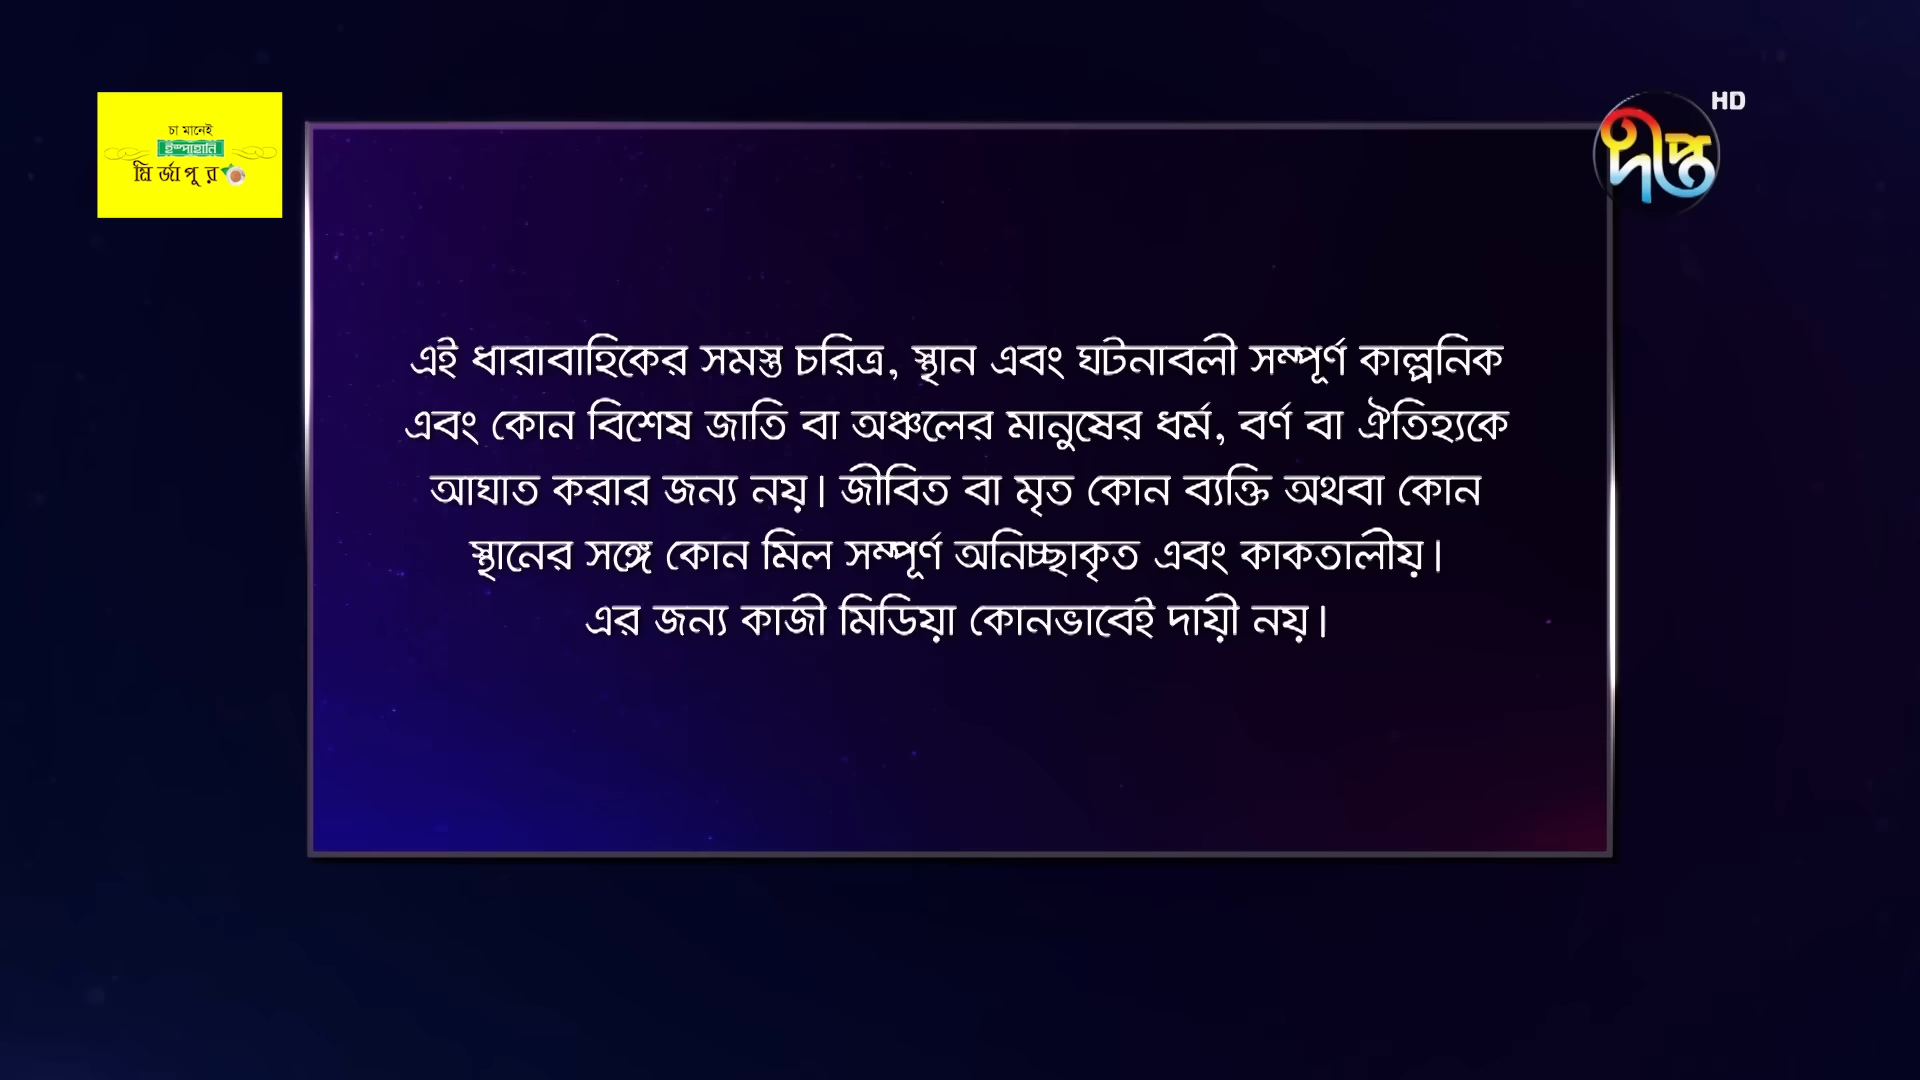 চা মানেই
ইস্পাহানি
মির্জাপুর
HD
দীপ্ত
এই ধারাবাহিকের সমস্ত চরিত্র, স্থান এবং ঘটনাবলী সম্পূর্ণ কাল্পনিক
এবং কোন বিশেষ জাতি বা অঞ্চলের মানুষের ধর্ম, বর্ণ বা ঐতিহ্যকে
আঘাত করার জন্য নয়। জীবিত বা মৃত কোন ব্যক্তি অথবা কোন
স্থানের সঙ্গে কোন মিল সম্পূর্ণ অনিচ্ছাকৃত এবং কাকতালীয়।
এর জন্য কাজী মিডিয়া কোনভাবেই দায়ী নয়।